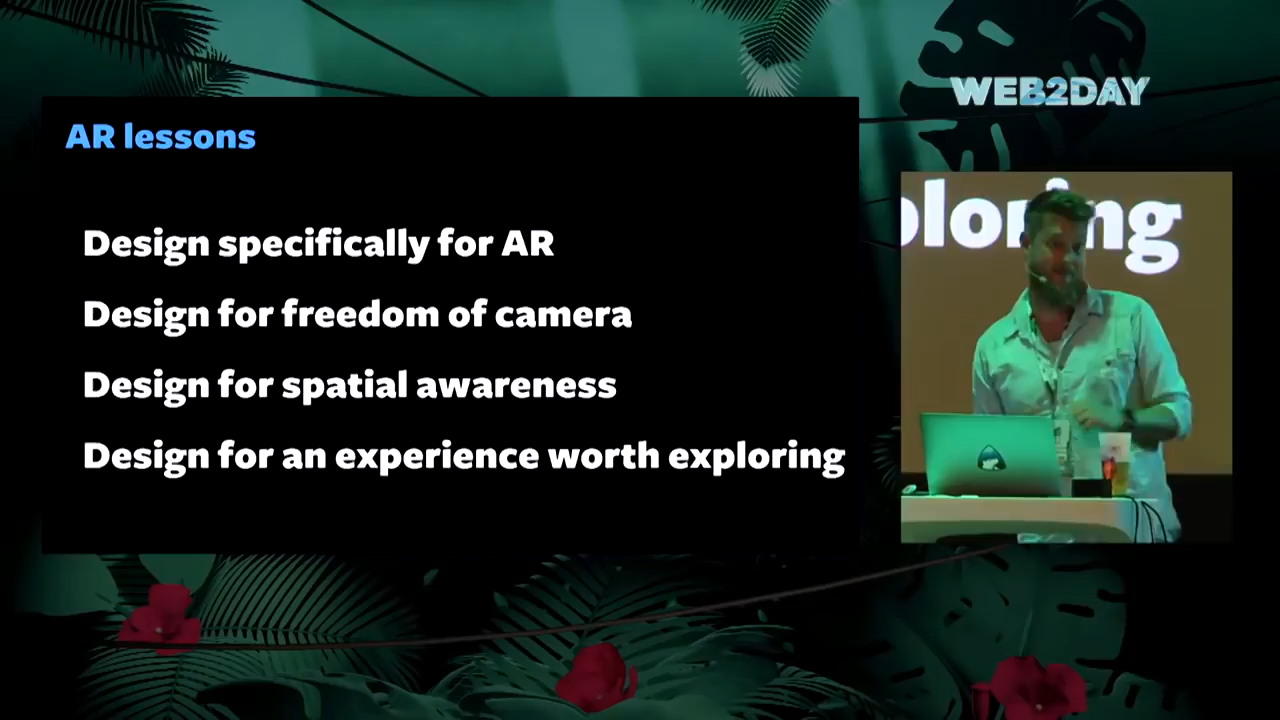 WEB2DAY
AR lessons
Design specifically for AR
Design for freedom of camera
Design for spatial awareness
Design for an experience worth exploring
ploring